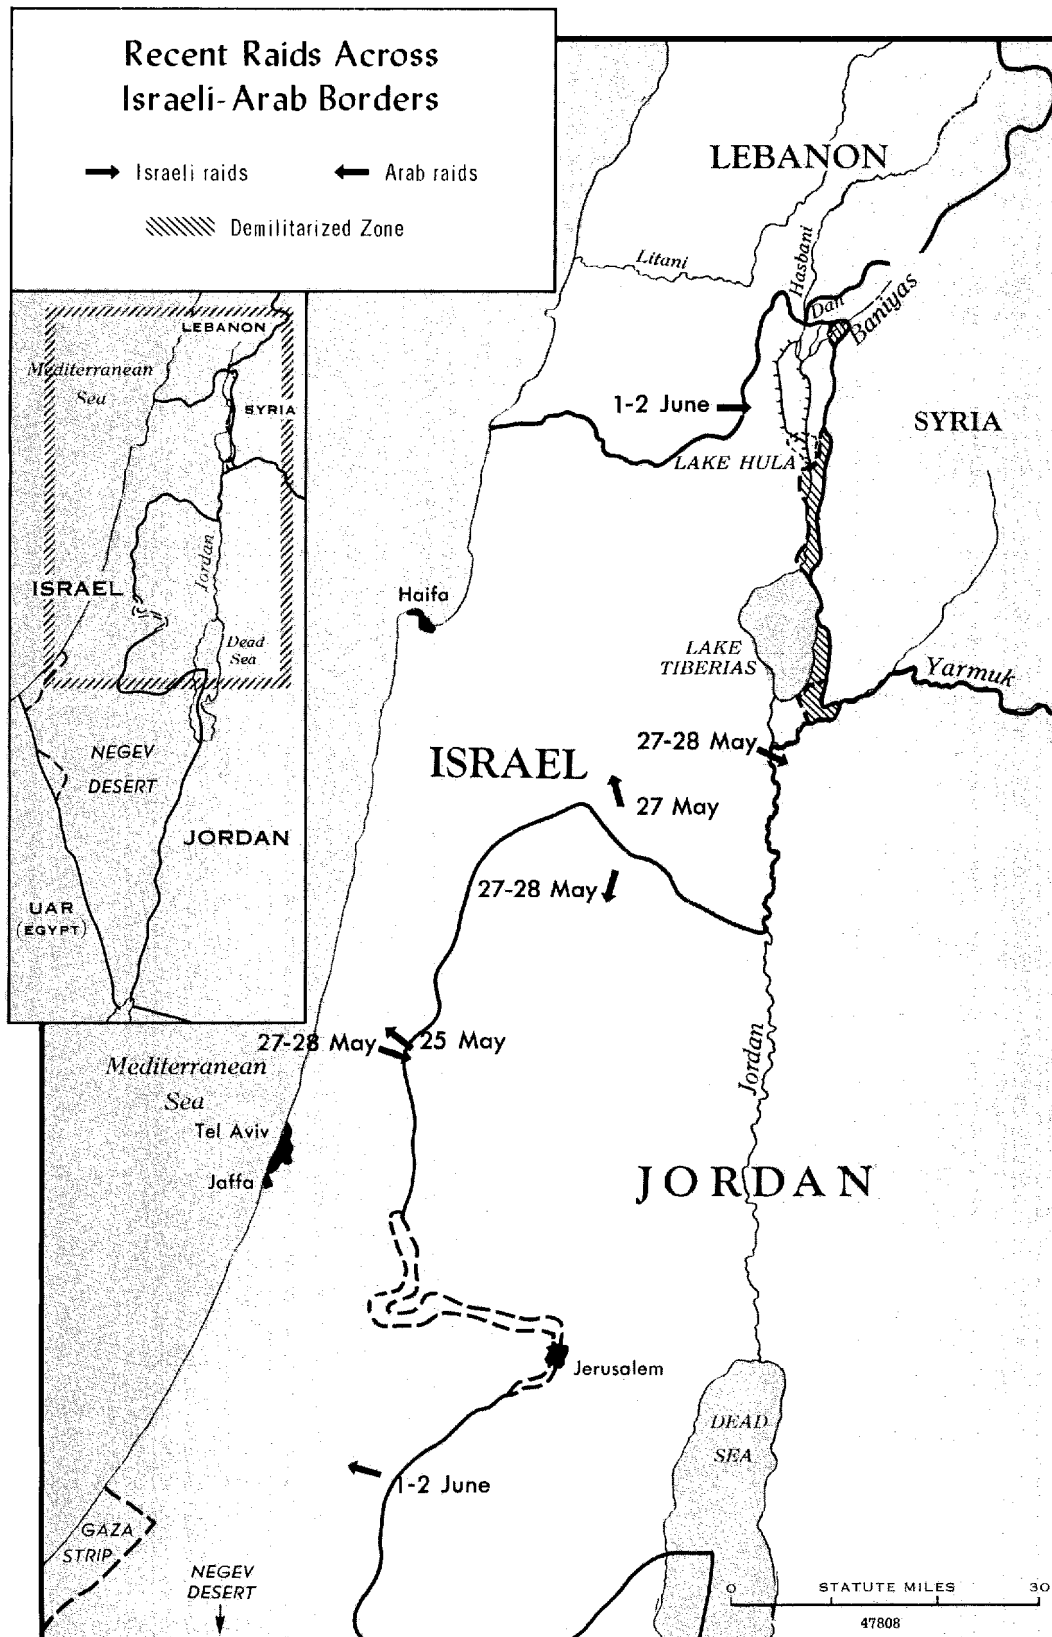 Recent Raids Across
Israeli-Arab Borders
Israeli raids
Arab raids
Demilitarized Zone
LEBANON
Mediterranean
Sea
SYRIA
ISRAEL
Jordan
Dead
Sea
NEGEV
DESERT
JORDAN
UAR
(EGYPT)
LEBANON
Litani
Hasbani
Dan
Baniyas
1-2 June
SYRIA
LAKE HULA
Haifa
LAKE
TIBERIAS
Yarmuk
27-28 May
ISRAEL
27 May
27-28 May
27-28 May
25 May
Mediterranean
Sea
Jordan
Tel Aviv
Jaffa
JORDAN
Jerusalem
DEAD
SEA
1-2 June
GAZA
STRIP
NEGEV
DESERT
0 STATUTE MILES 30
47808